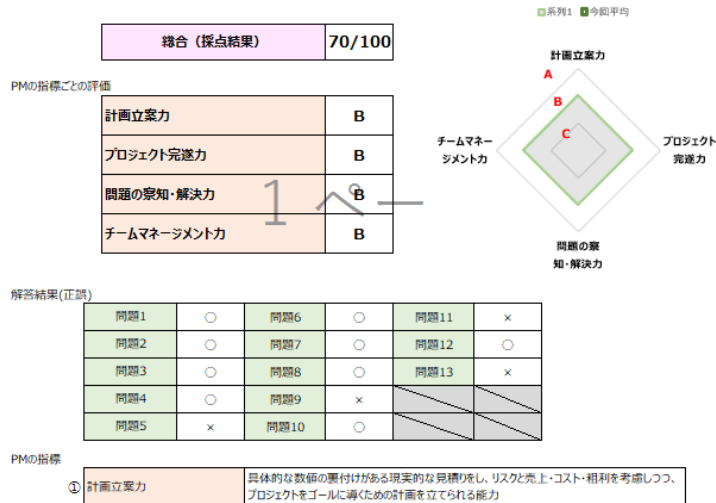 系列1 今回平均
総合（採点結果） 70/100
PMの指標ごとの評価
計画立案力 B
プロジェクト完遂力 B
問題の察知・解決力 B
チームマネージメント力 B
1 ペー
計画立案力
A
B
C
チームマネー
ジメント力
プロジェクト
完遂力
問題の察
知・解決力
解答結果(正誤)
問題1 ○ 問題6 ○ 問題11 ×
問題2 ○ 問題7 ○ 問題12 ○
問題3 ○ 問題8 ○ 問題13 ×
問題4 ○ 問題9 ×
問題5 × 問題10 ○
PMの指標
① 計画立案力 具体的な数値の裏付けがある現実的な見積りをし、リスクと売上・コスト・粗利を考慮しつつ、
プロジェクトをゴールに導くための計画を立てられる能力